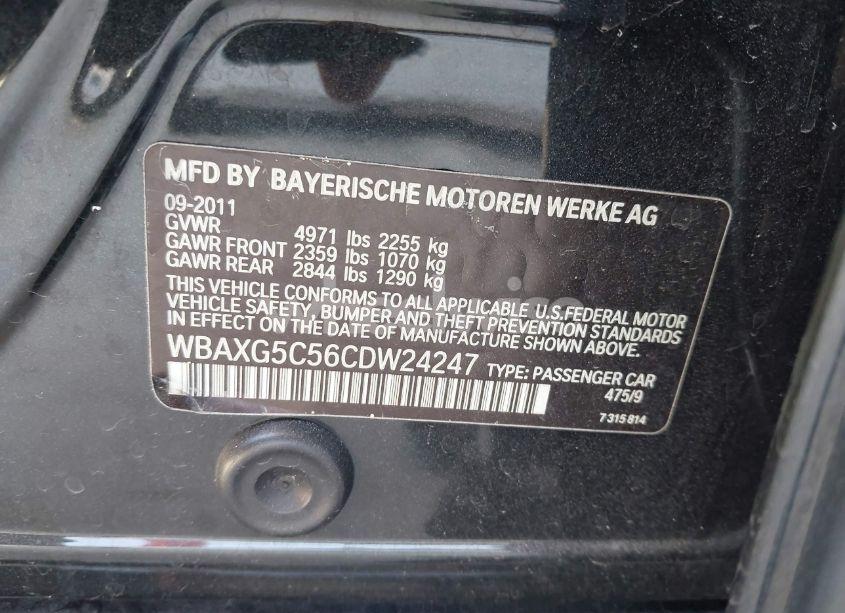 MFD BY BAYERISCHE MOTOREN WERKE AG
09-2011
GVWR 4971 lbs 2255 kg
GAWR FRONT 2359 lbs 1070 kg
GAWR REAR 2844 lbs 1290 kg
THIS VEHICLE CONFORMS TO ALL APPLICABLE U.S.FEDERAL MOTOR
VEHICLE SAFETY, BUMPER AND THEFT PREVENTION STANDARDS
IN EFFECT ON THE DATE OF MANUFACTURE SHOWN ABOVE.
WBAXG5C56CDW24247 TYPE: PASSENGER CAR
475/9
7 315 814